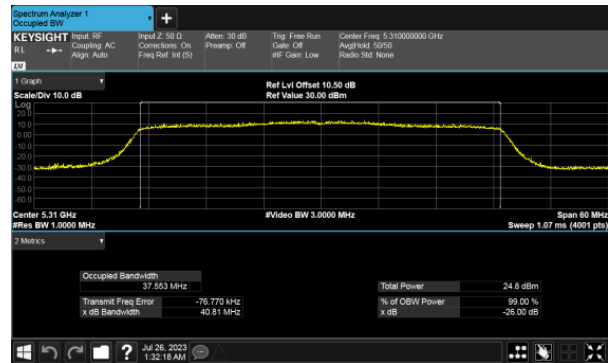 Spectrum Analyzer 1
Occupied BW
+
KEYSIGHT Input: RF Input Z: 50 Ω Atten: 30 dB Trig: Free Run Center Freq: 5.310000000 GHz
RL Coupling: AC Corrections: On Preamp: Off Gate: Off Avg|Hold: 50/50
Align: Auto Freq Ref: Int (S) #IF Gain: Low Radio Std: None
1 Graph
Ref Lvl Offset 10.50 dB
Scale/Div 10.0 dB Ref Value 30.00 dBm
Log
20.0
10.0
0.00
-10.0
-20.0
-30.0
-40.0
-50.0
-60.0
Center 5.31 GHz #Video BW 3.0000 MHz Span 60 MHz
#Res BW 1.0000 MHz Sweep 1.07 ms (4001 pts)
2 Metrics
Occupied Bandwidth
37.553 MHz Total Power 24.8 dBm
Transmit Freq Error -76.770 kHz % of OBW Power 99.00 %
x dB Bandwidth 40.81 MHz x dB -26.00 dB
? Jul 26, 2023
1:32:18 AM